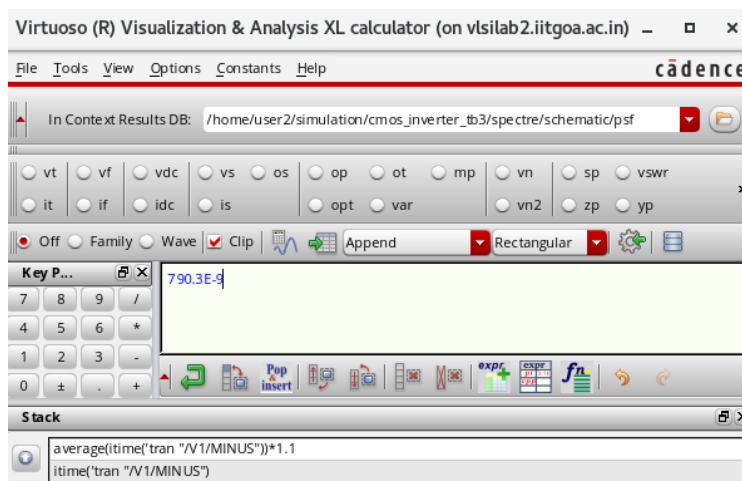 Virtuoso (R) Visualization & Analysis XL calculator (on vlsilab2.iitgoa.ac.in)
File Tools View Options Constants Help cādence
In Context Results DB: /home/user2/simulation/cmos_inverter_tb3/spectre/schematic/psf
vt vf vdc vs os op ot mp vn sp vswr
it if idc is opt var vn2 zp yp
Off Family Wave Clip Append Rectangular
Key P...
790.3E-9
7 8 9 /
4 5 6 *
1 2 3 -
0 ± . +
Pop & insert expr expr fn
Stack
average(itime('tran "/V1/MINUS"))*1.1
itime('tran "/V1/MINUS")